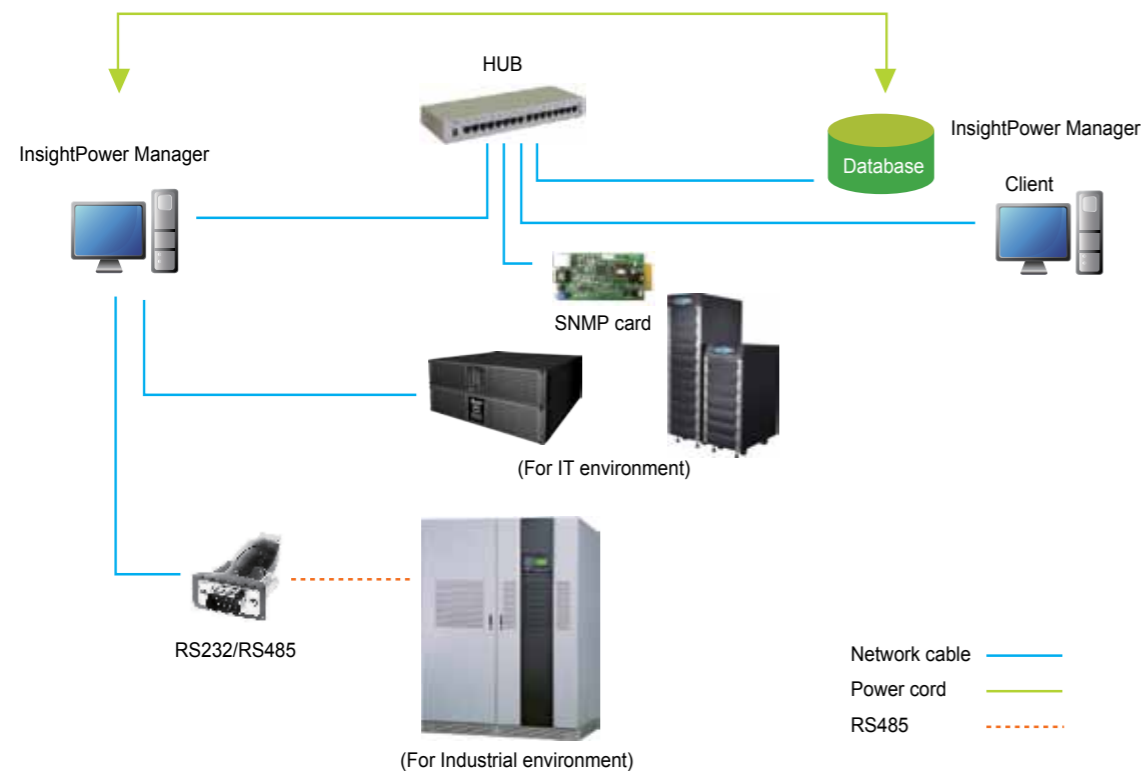 HUB
InsightPower Manager
InsightPower Manager
Database
Client
SNMP card
(For IT environment)
RS232/RS485
Network cable
Power cord
RS485
(For Industrial environment)